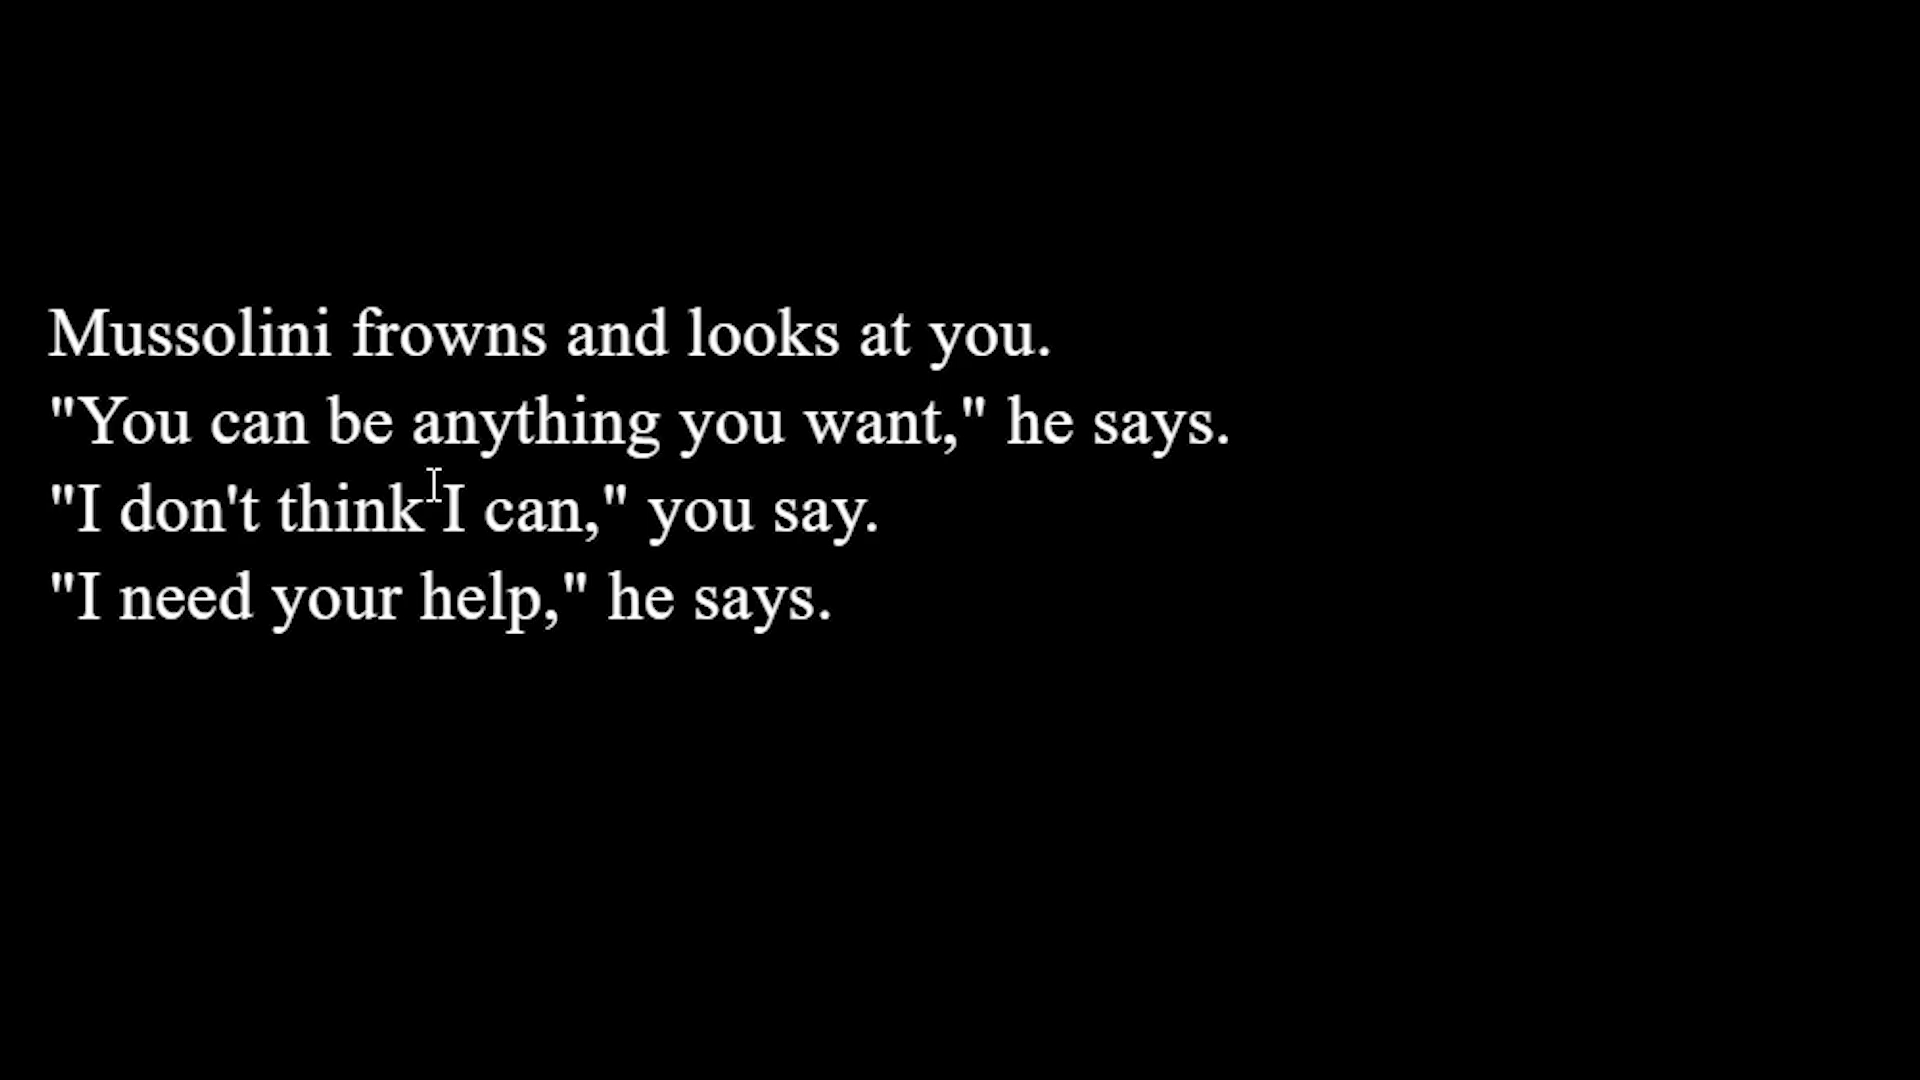 Mussolini frowns and looks at you.
"You can be anything you want," he says.
"I don't think I can," you say.
"I need your help," he says.